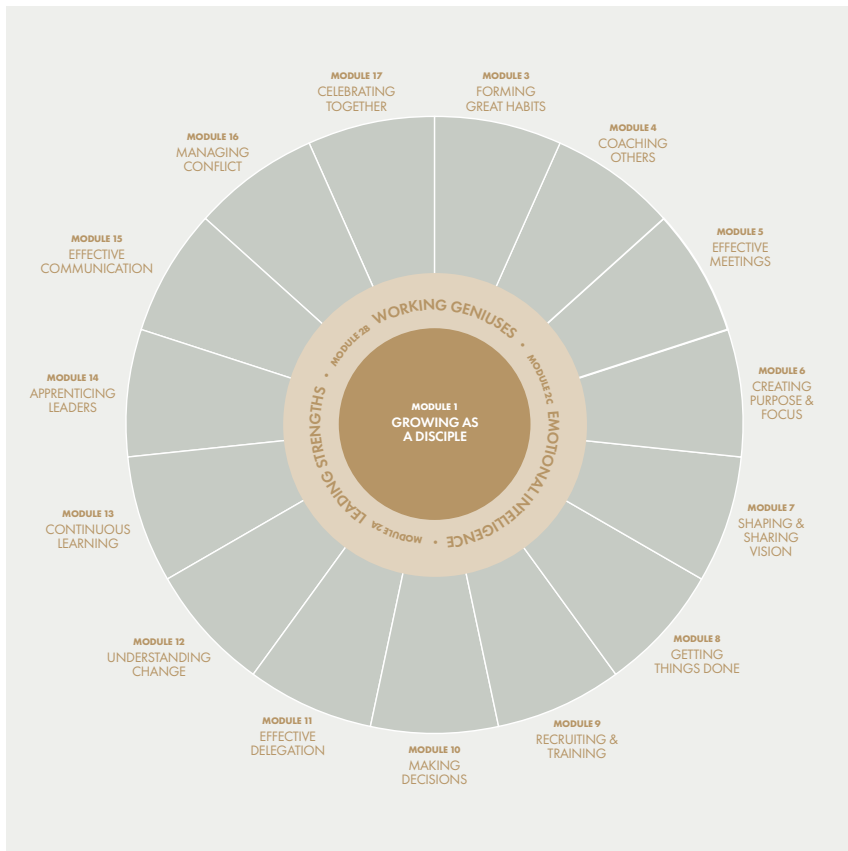 MODULE 1
GROWING AS
A DISCIPLE
MODULE 2A LEADING STRENGTHS •
MODULE 2B WORKING GENIUSES •
MODULE 2C EMOTIONAL INTELLIGENCE •
MODULE 3
FORMING
GREAT HABITS
MODULE 4
COACHING
OTHERS
MODULE 5
EFFECTIVE
MEETINGS
MODULE 6
CREATING
PURPOSE &
FOCUS
MODULE 7
SHAPING &
SHARING
VISION
MODULE 8
GETTING
THINGS DONE
MODULE 9
RECRUITING &
TRAINING
MODULE 10
MAKING
DECISIONS
MODULE 11
EFFECTIVE
DELEGATION
MODULE 12
UNDERSTANDING
CHANGE
MODULE 13
CONTINUOUS
LEARNING
MODULE 14
APPRENTICING
LEADERS
MODULE 15
EFFECTIVE
COMMUNICATION
MODULE 16
MANAGING
CONFLICT
MODULE 17
CELEBRATING
TOGETHER